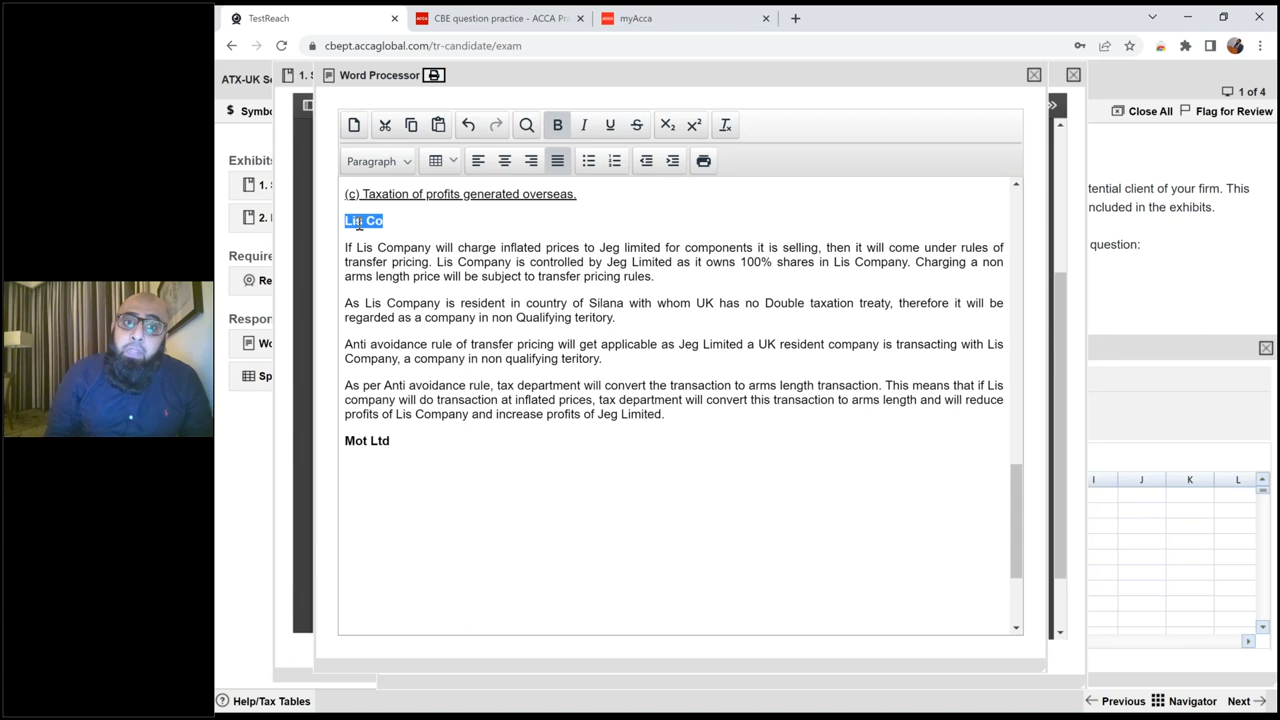 TestReach
CBE question practice - ACCA Pra
myAcca
cbept.accaglobal.com/tr-candidate/exam
ATX-UK Se
1. S
Word Processor
1 of 4
$ Symbo
Close All
Flag for Review
Paragraph
Exhibits
1. S
2. I
Require
Re
Respon
Wo
Sp
(c) Taxation of profits generated overseas.
Lis Co
If Lis Company will charge inflated prices to Jeg limited for components it is selling, then it will come under rules of
transfer pricing. Lis Company is controlled by Jeg Limited as it owns 100% shares in Lis Company. Charging a non
arms length price will be subject to transfer pricing rules.
As Lis Company is resident in country of Silana with whom UK has no Double taxation treaty, therefore it will be
regarded as a company in non Qualifying teritory.
Anti avoidance rule of transfer pricing will get applicable as Jeg Limited a UK resident company is transacting with Lis
Company, a company in non qualifying teritory.
As per Anti avoidance rule, tax department will convert the transaction to arms length transaction. This means that if Lis
company will do transaction at inflated prices, tax department will convert this transaction to arms length and will reduce
profits of Lis Company and increase profits of Jeg Limited.
Mot Ltd
tential client of your firm. This
ncluded in the exhibits.
question:
I J K L
Help/Tax Tables
Previous
Navigator
Next